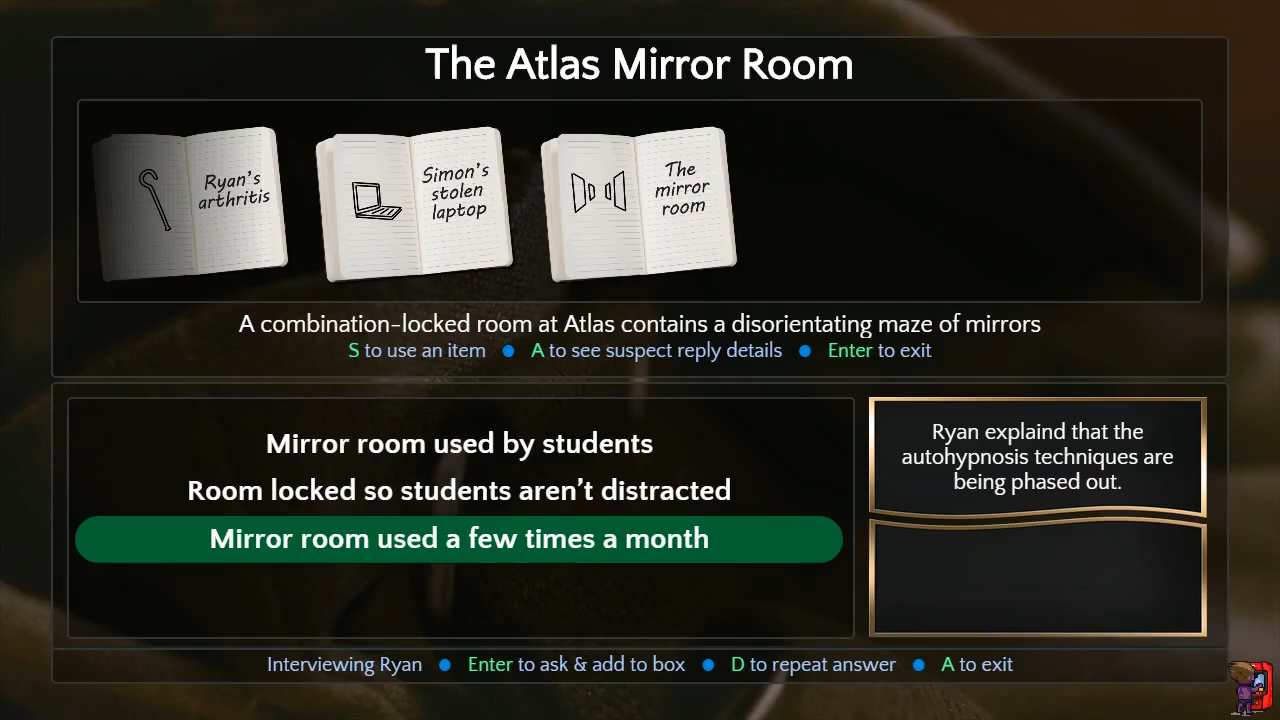 The Atlas Mirror Room
Ryan's
arthritis
Simon's
stolen
laptop
The
mirror
room
A combination-locked room at Atlas contains a disorientating maze of mirrors
S to use an item A to see suspect reply details Enter to exit
Mirror room used by students
Room locked so students aren't distracted
Mirror room used a few times a month
Ryan explaind that the
autohypnosis techniques are
being phased out.
Interviewing Ryan Enter to ask & add to box D to repeat answer A to exit